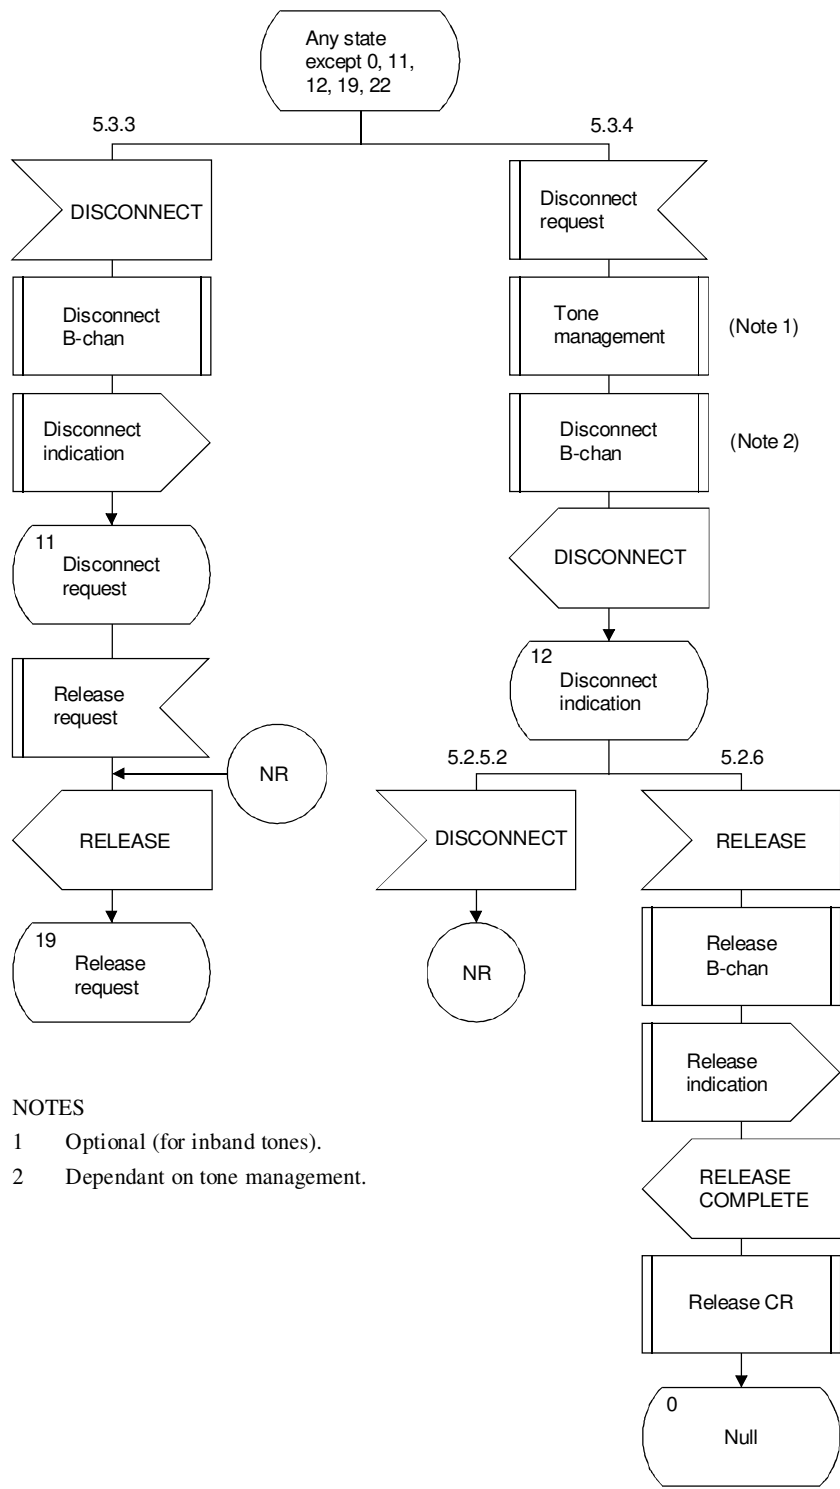 Any state
except 0, 11,
12, 19, 22
5.3.3
5.3.4
DISCONNECT
Disconnect
request
Disconnect
B-chan
Tone
management
(Note 1)
Disconnect
indication
Disconnect
B-chan
(Note 2)
11
Disconnect
request
DISCONNECT
12
Disconnect
indication
Release
request
NR
5.2.5.2
5.2.6
RELEASE
DISCONNECT
RELEASE
19
Release
request
NR
Release
B-chan
Release
indication
NOTES
1 Optional (for inband tones).
2 Dependant on tone management.
RELEASE
COMPLETE
Release CR
0
Null